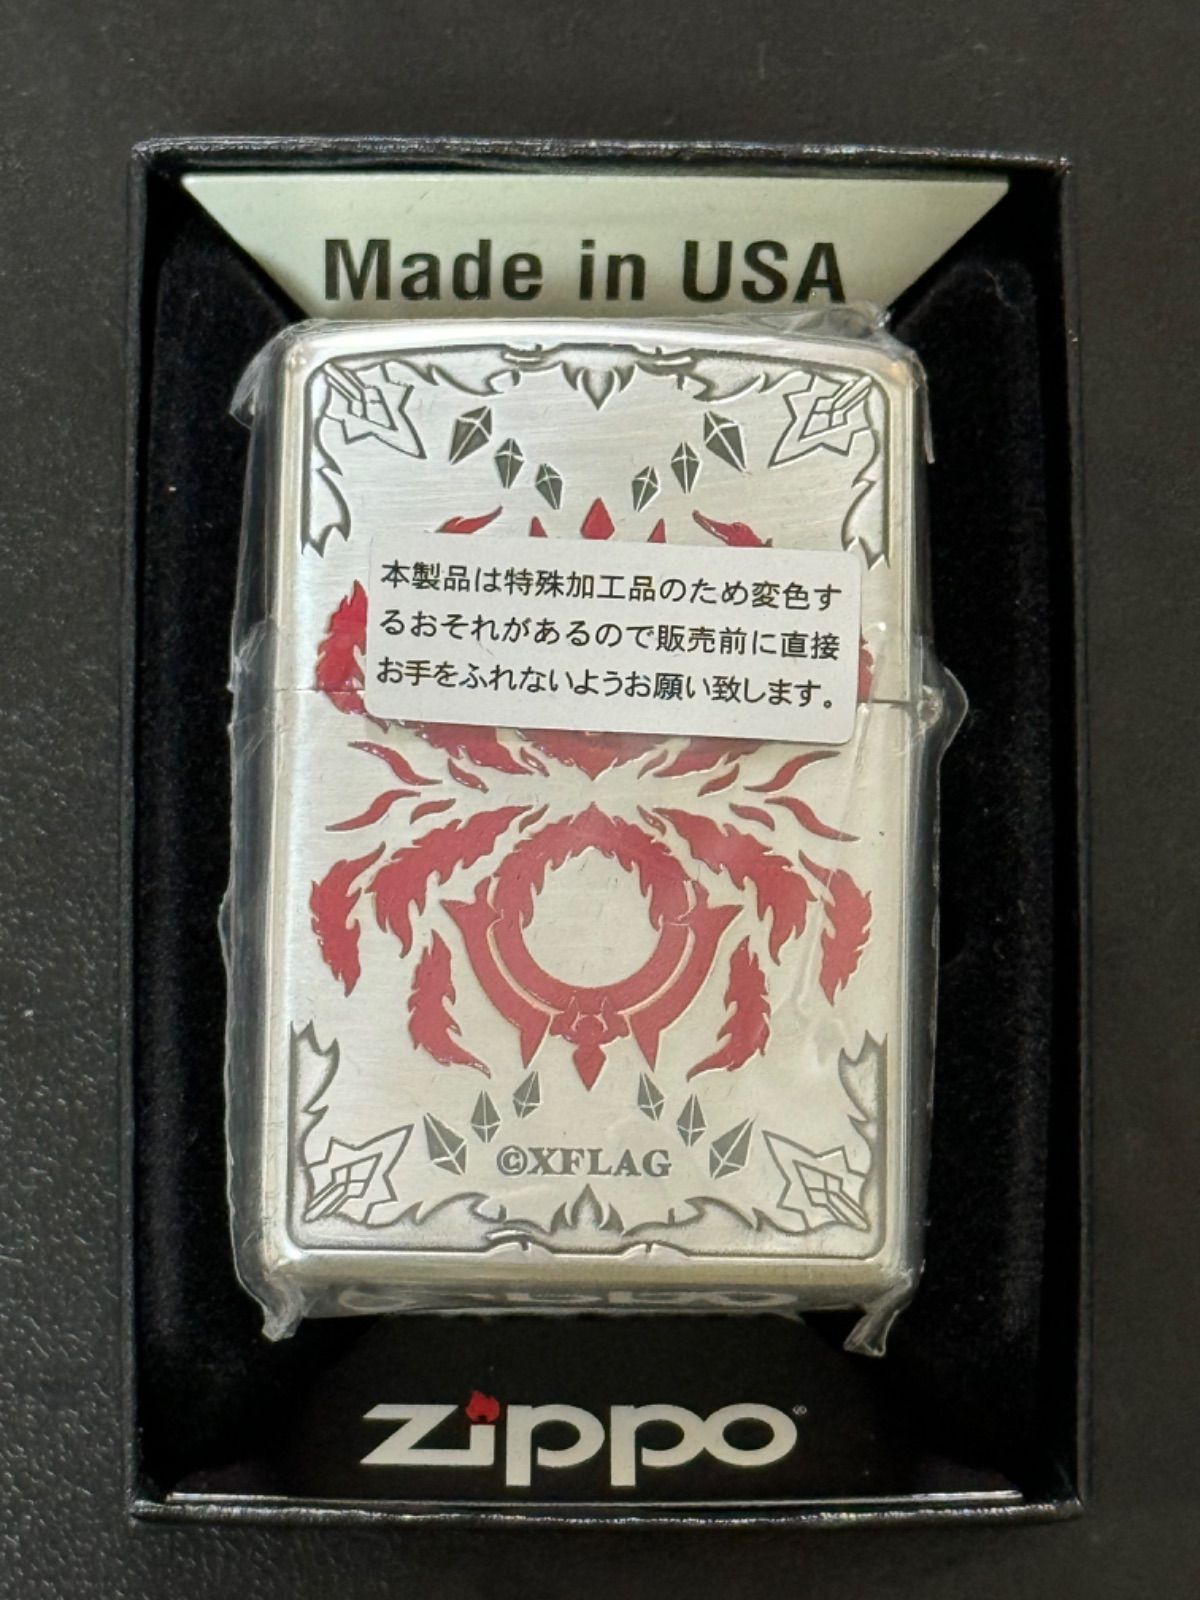 Made in USA
本製品は特殊加工品のため変色す
るおそれがあるので販売前に直接
お手をふれないようお願い致します。
©XFLAG
zippo®